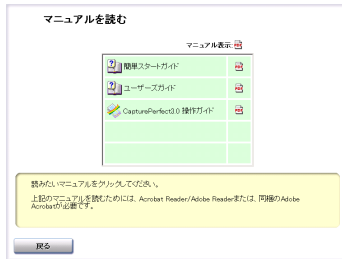 マニュアルを読む
マニュアル表示:
簡単スタートガイド
ユーザーズガイド
CapturePerfect3.0 操作ガイド
読みたいマニュアルをクリックしてください。
上記のマニュアルを読むためには、Acrobat Reader/Adobe Readerまたは、同梱のAdobe
Acrobatが必要です。
戻る